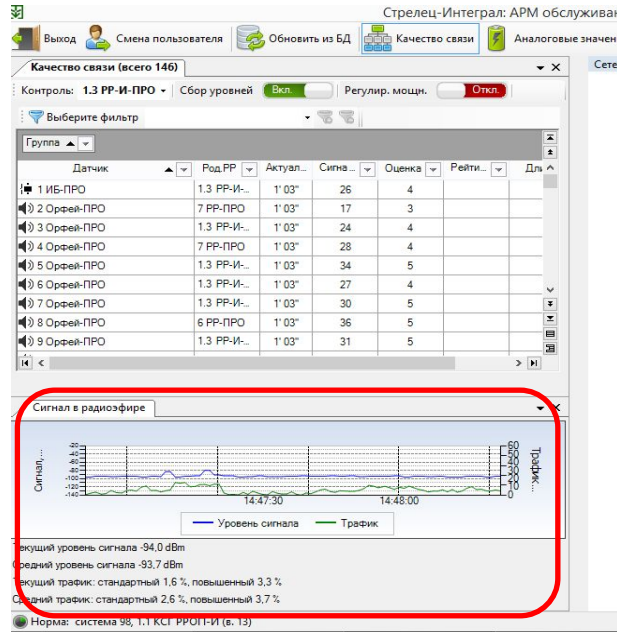 Стрелец-Интеграл: АРМ обслужива
Выход Смена пользователя Обновить из БД Качество связи Аналоговые значен
Качество связи (всего 146) Сете
Контроль: 1.3 РР-И-ПРО Сбор уровней Вкл. Регулир. мощн. Откл.
Выберите фильтр
Группа
Датчик Род.РР Актуал... Сигна... Оценка Рейти... Дли
1 ИБ-ПРО 1.3 РР-И-... 1' 03" 26 4
2 Орфей-ПРО 7 РР-ПРО 1' 03" 17 3
3 Орфей-ПРО 1.3 РР-И-... 1' 03" 24 4
4 Орфей-ПРО 7 РР-ПРО 1' 03" 28 4
5 Орфей-ПРО 1.3 РР-И-... 1' 03" 34 5
6 Орфей-ПРО 1.3 РР-И-... 1' 03" 27 4
7 Орфей-ПРО 1.3 РР-И-... 1' 03" 30 5
8 Орфей-ПРО 6 РР-ПРО 1' 03" 36 5
9 Орфей-ПРО 1.3 РР-И-... 1' 03" 31 5
Сигнал в радиоэфире
Сигнал,...
-20
-40
-60
-80
-100
-120
-140
60
50
40
30
20
10
0
Трафик...
14:47:30 14:48:00
Уровень сигнала Трафик
Текущий уровень сигнала -94,0 dBm
Средний уровень сигнала -93,7 dBm
Текущий трафик: стандартный 1,6 %, повышенный 3,3 %
Средний трафик: стандартный 2,6 %, повышенный 3,7 %
Норма: система 98, 1.1 КСГ РРОП-И (в. 13)